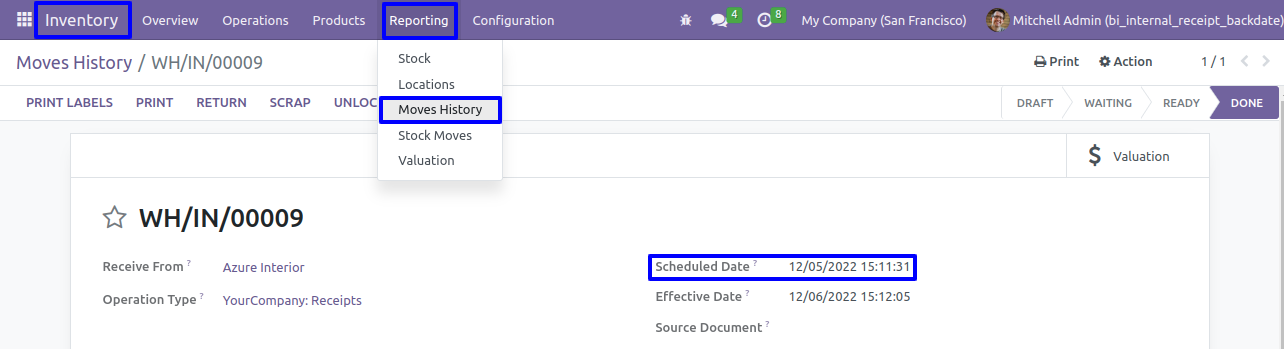 Inventory Overview Operations Products Reporting Configuration 4 8 My Company (San Francisco) Mitchell Admin (bi_internal_receipt_backdate)
Moves History / WH/IN/00009 Print Action 1 / 1
Stock
Locations
Moves History
Stock Moves
Valuation
PRINT LABELS PRINT RETURN SCRAP UNLOC DRAFT WAITING READY DONE
$ Valuation
WH/IN/00009
Receive From ? Azure Interior Scheduled Date ? 12/05/2022 15:11:31
Operation Type ? YourCompany: Receipts Effective Date ? 12/06/2022 15:12:05
Source Document ?